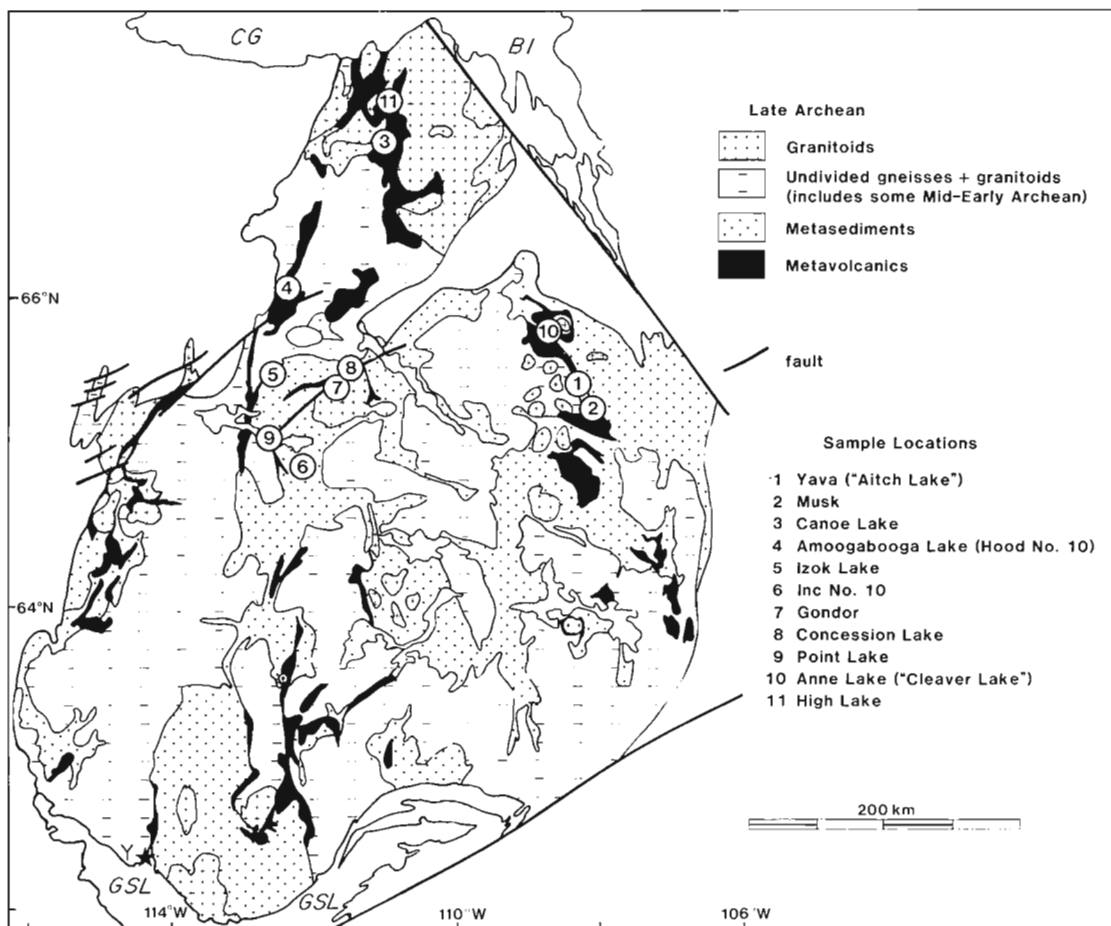 CG
BI
11
3
4
66°N
10
8
5
7
1
2
9
6
64°N
Y
GSL
GSL
114°W
110°W
106°W
Late Archean
Granitoids
Undivided gneisses + granitoids
(includes some Mid-Early Archean)
Metasediments
Metavolcanics
fault
Sample Locations
1 Yava ("Aitch Lake")
2 Musk
3 Canoe Lake
4 Amoogabooga Lake (Hood No. 10)
5 Izok Lake
6 Inc No. 10
7 Gondor
8 Concession Lake
9 Point Lake
10 Anne Lake ("Cleaver Lake")
11 High Lake
200 km